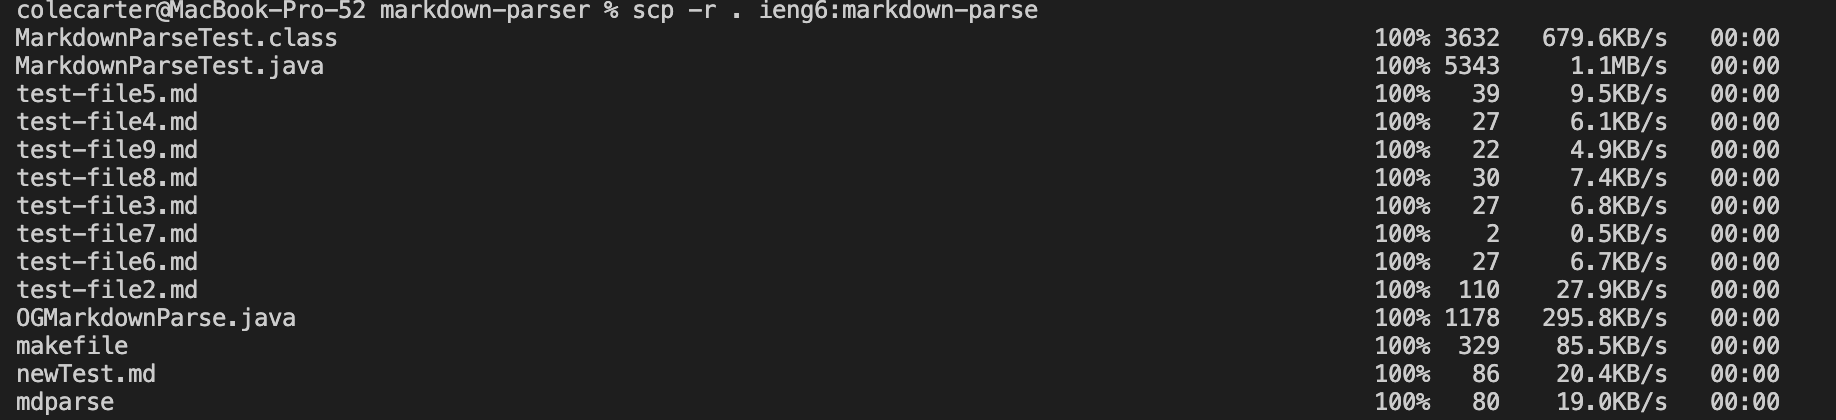 colecarter@MacBook-Pro-52 markdown-parser % scp -r . ieng6:markdown-parse
MarkdownParseTest.class 100% 3632 679.6KB/s 00:00
MarkdownParseTest.java 100% 5343 1.1MB/s 00:00
test-file5.md 100% 39 9.5KB/s 00:00
test-file4.md 100% 27 6.1KB/s 00:00
test-file9.md 100% 22 4.9KB/s 00:00
test-file8.md 100% 30 7.4KB/s 00:00
test-file3.md 100% 27 6.8KB/s 00:00
test-file7.md 100% 2 0.5KB/s 00:00
test-file6.md 100% 27 6.7KB/s 00:00
test-file2.md 100% 110 27.9KB/s 00:00
OGMarkdownParse.java 100% 1178 295.8KB/s 00:00
makefile 100% 329 85.5KB/s 00:00
newTest.md 100% 86 20.4KB/s 00:00
mdparse 100% 80 19.0KB/s 00:00